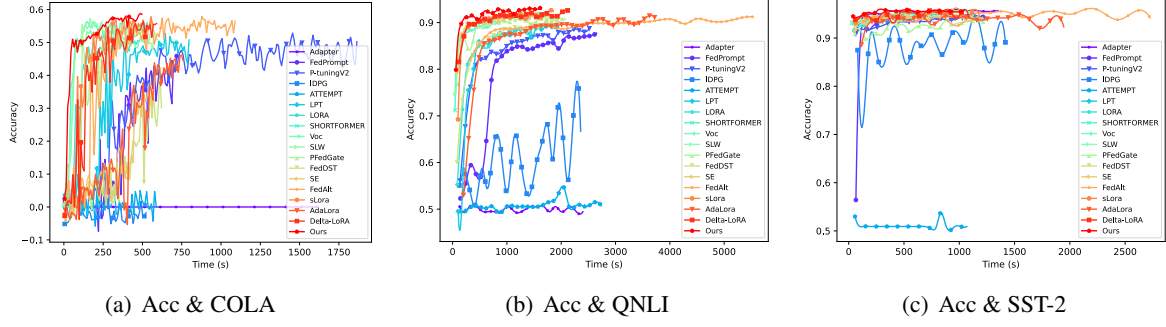 0.6
0.5
0.4
0.3
0.2
0.1
0.0
−0.1
Accuracy
0
250
500
750
1000
1250
1500
1750
Time (s)
Adapter
FedPrompt
P-tuningV2
IDPG
ATTEMPT
LPT
LORA
SHORTFORMER
Voc
SLW
PFedGate
FedDST
SE
FedAlt
sLora
AdaLora
Delta-LoRA
Ours
(a) Acc & COLA
0.9
0.8
0.7
0.6
0.5
Accuracy
0
1000
2000
3000
4000
5000
Time (s)
Adapter
FedPrompt
P-tuningV2
IDPG
ATTEMPT
LPT
LORA
SHORTFORMER
Voc
SLW
PFedGate
FedDST
SE
FedAlt
sLora
AdaLora
Delta-LoRA
Ours
(b) Acc & QNLI
0.9
0.8
0.7
0.6
0.5
Accuracy
0
500
1000
1500
2000
2500
Time (s)
Adapter
FedPrompt
P-tuningV2
IDPG
ATTEMPT
LPT
LORA
SHORTFORMER
Voc
SLW
PFedGate
FedDST
SE
FedAlt
sLora
AdaLora
Delta-LoRA
Ours
(c) Acc & SST-2